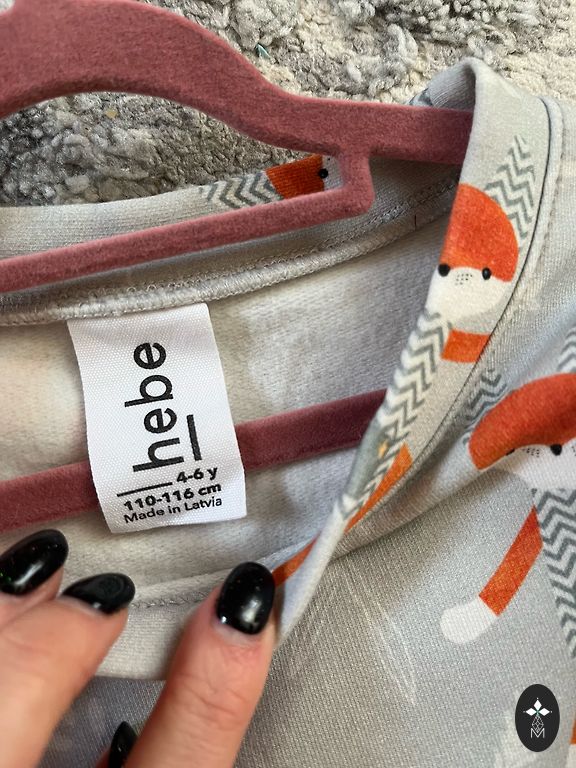 hebe
4-6 y
110-116 cm
Made in Latvia